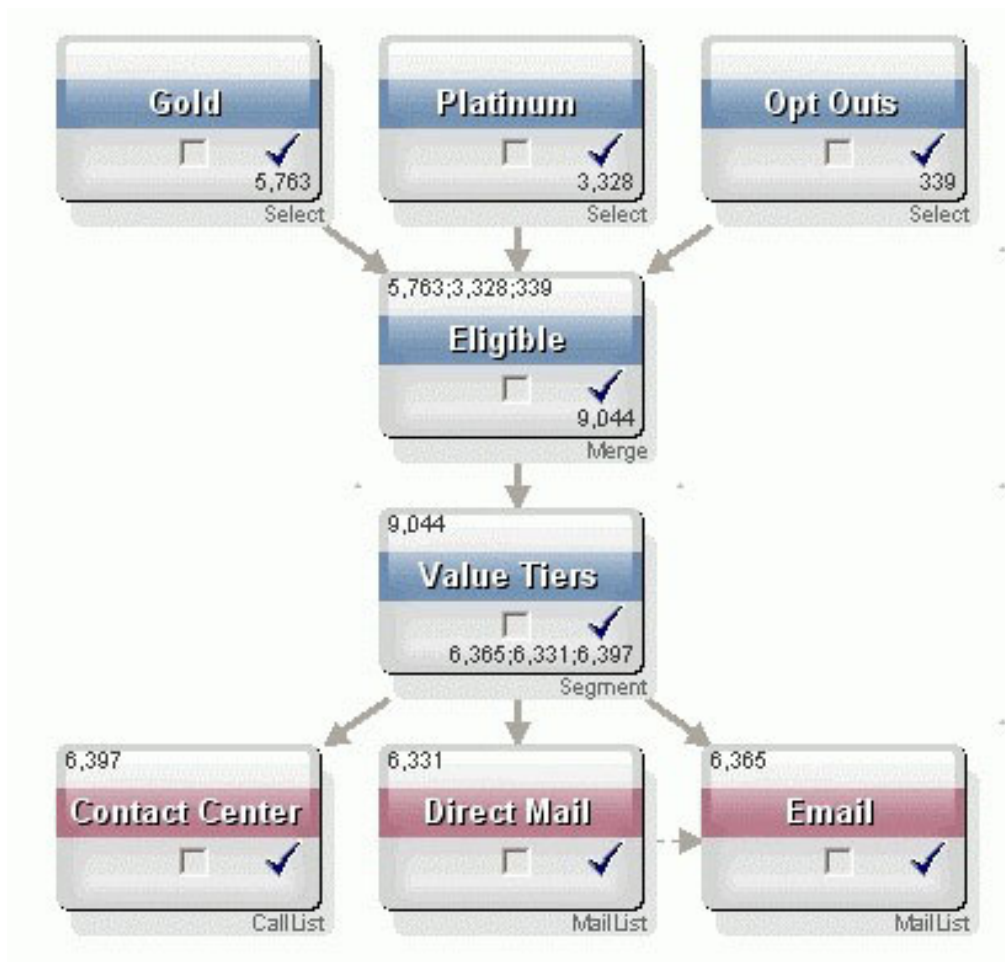 Gold
5,763
Select
Platinum
3,328
Select
Opt Outs
339
Select
5,763;3,328;339
Eligible
9,044
Merge
9,044
Value Tiers
6,365;6,331;6,397
Segment
6,397
Contact Center
CallList
6,331
Direct Mail
MailList
6,365
Email
MailList